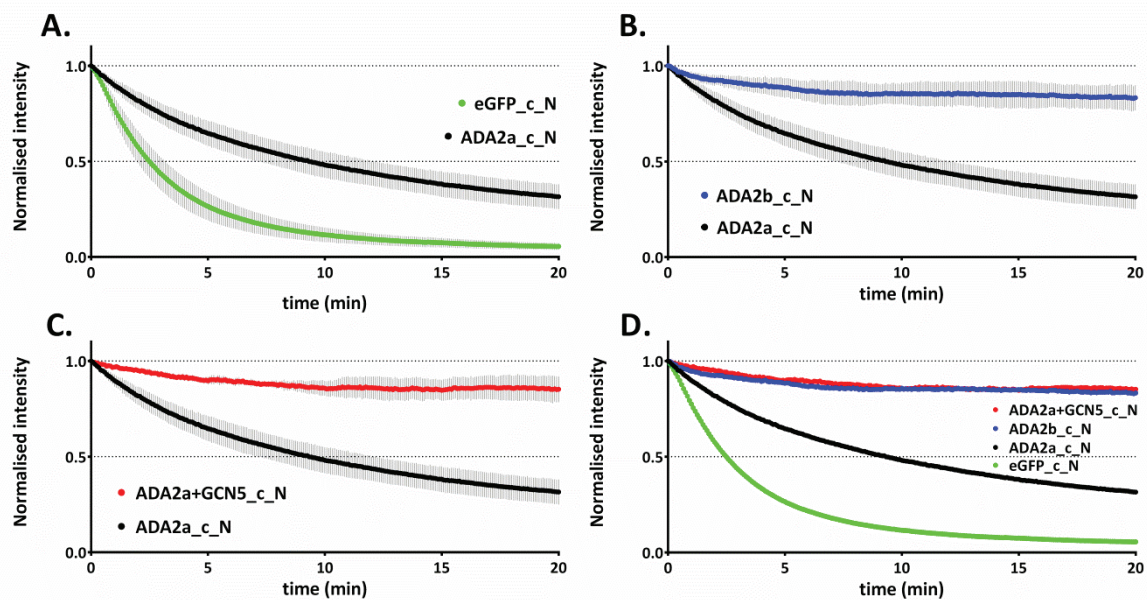 A.
Normalised intensity
1.0
0.5
0.0
eGFP_c_N
ADA2a_c_N
0 5 10 15 20
time (min)
B.
Normalised intensity
1.0
0.5
0.0
ADA2b_c_N
ADA2a_c_N
0 5 10 15 20
time (min)
C.
Normalised intensity
1.0
0.5
0.0
ADA2a+GCN5_c_N
ADA2a_c_N
0 5 10 15 20
time (min)
D.
Normalised intensity
1.0
0.5
0.0
ADA2a+GCN5_c_N
ADA2b_c_N
ADA2a_c_N
eGFP_c_N
0 5 10 15 20
time (min)